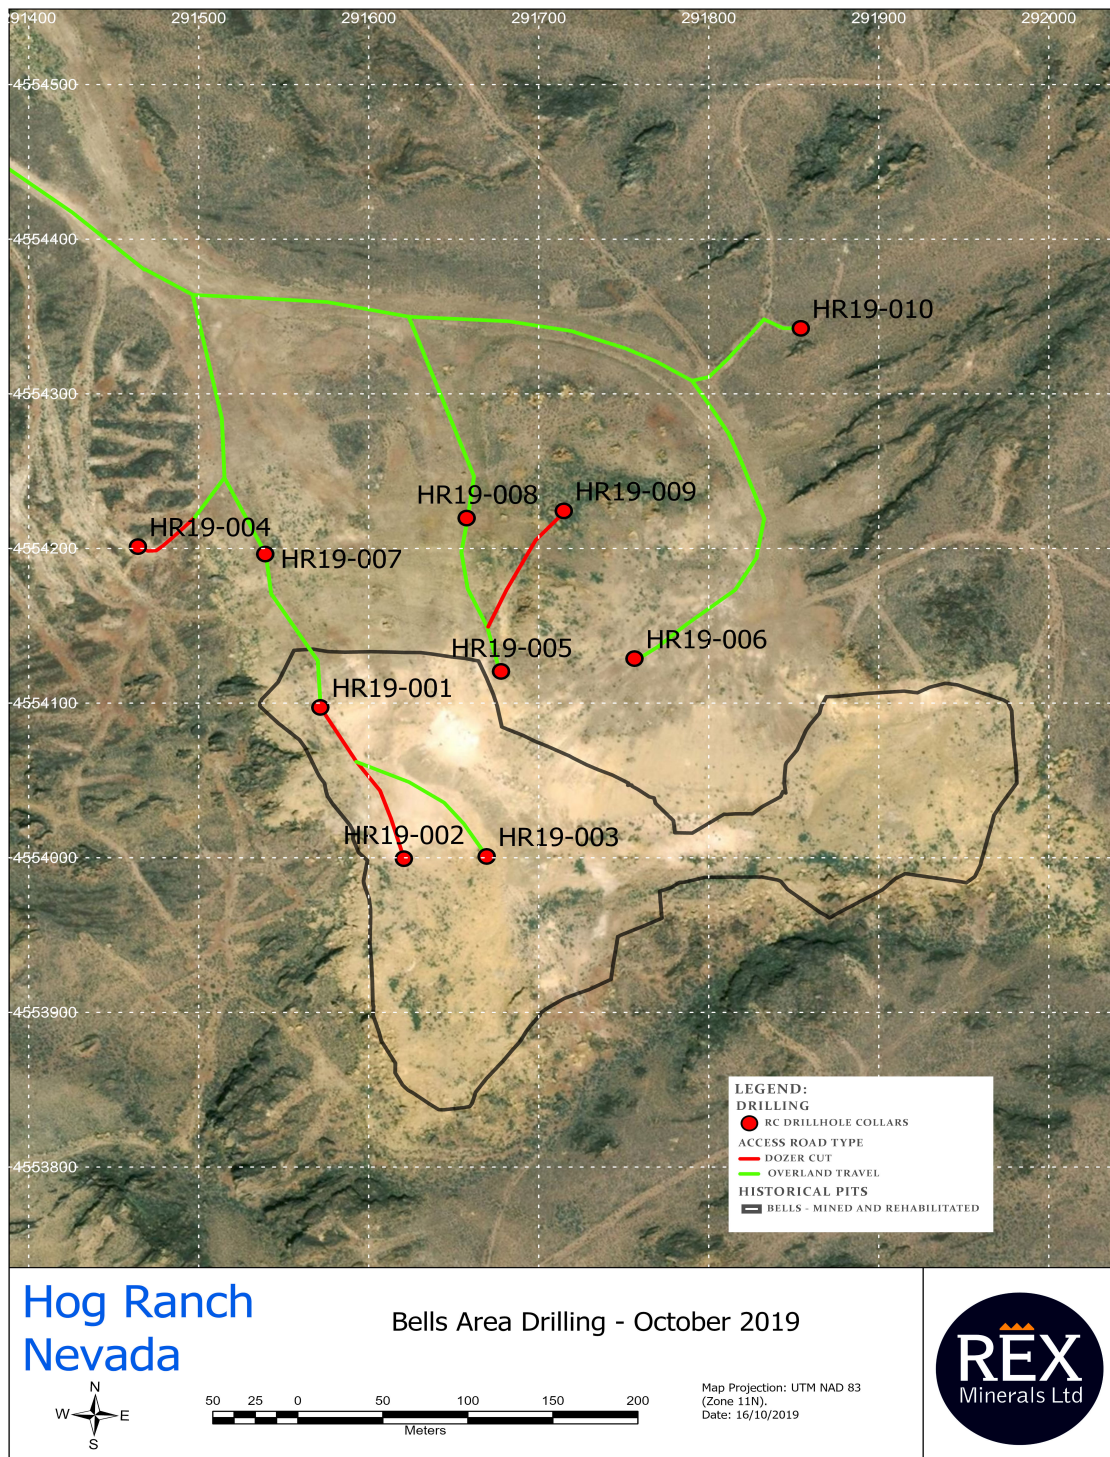 291400
291500
291600
291700
291800
291900
292000
4554500
4554400
4554300
4554200
4554100
4554000
4553900
4553800
HR19-010
HR19-008
HR19-009
HR19-004
HR19-007
HR19-005
HR19-006
HR19-001
HR19-002
HR19-003
LEGEND:
DRILLING
RC DRILLHOLE COLLARS
ACCESS ROAD TYPE
DOZER CUT
OVERLAND TRAVEL
HISTORICAL PITS
BELLS - MINED AND REHABILITATED
Hog Ranch
Nevada
Bells Area Drilling - October 2019
N
W E
S
50 25 0 50 100 150 200
Meters
Map Projection: UTM NAD 83
(Zone 11N).
Date: 16/10/2019
REX
Minerals Ltd